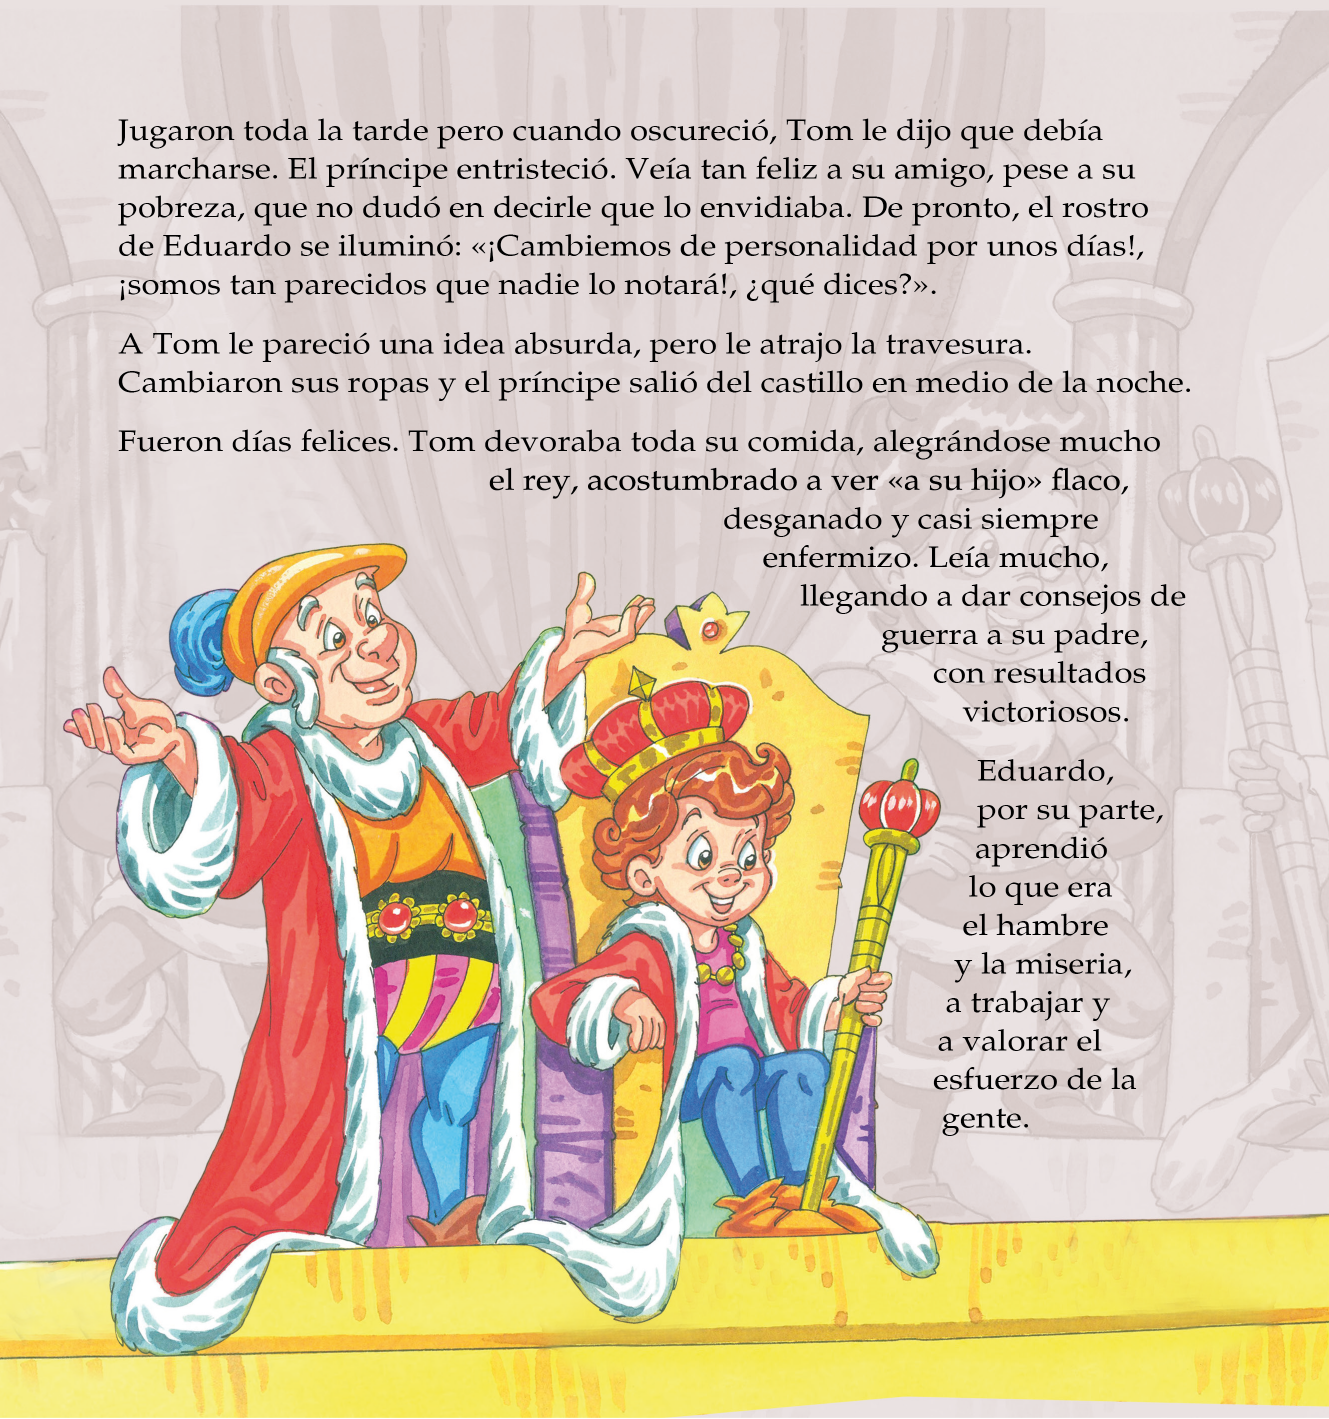 Jugaron toda la tarde pero cuando oscureció, Tom le dijo que debía
marcharse. El príncipe entristeció. Veía tan feliz a su amigo, pese a su
pobreza, que no dudó en decirle que lo envidiaba. De pronto, el rostro
de Eduardo se iluminó: «¡Cambiemos de personalidad por unos días!,
¡somos tan parecidos que nadie lo notará!, ¿qué dices?».
A Tom le pareció una idea absurda, pero le atrajo la travesura.
Cambiaron sus ropas y el príncipe salió del castillo en medio de la noche.
Fueron días felices. Tom devoraba toda su comida, alegrándose mucho
el rey, acostumbrado a ver «a su hijo» flaco,
desganado y casi siempre
enfermizo. Leía mucho,
llegando a dar consejos de
guerra a su padre,
con resultados
victoriosos.
Eduardo,
por su parte,
aprendió
lo que era
el hambre
y la miseria,
a trabajar y
a valorar el
esfuerzo de la
gente.